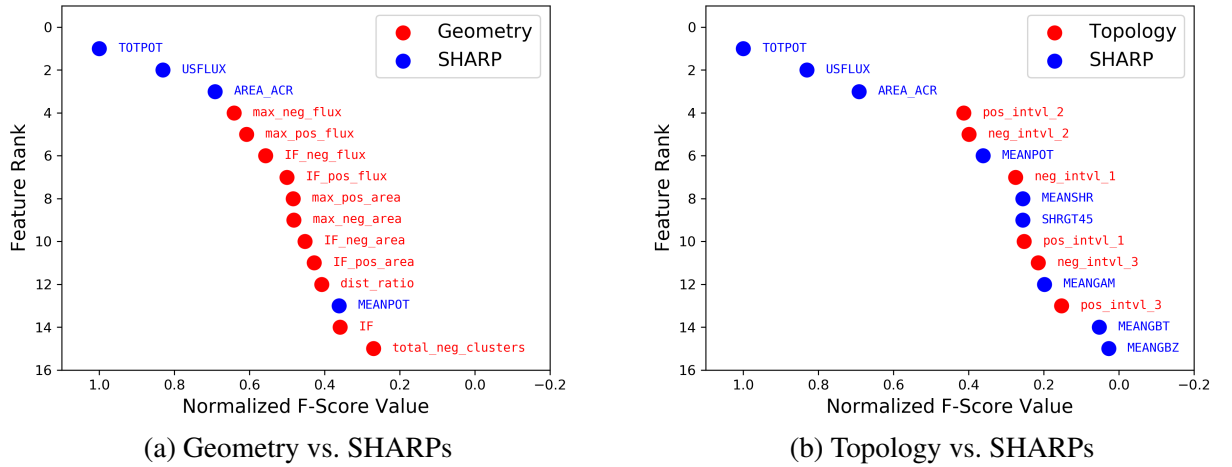 0
2
4
6
8
10
12
14
16
Feature Rank
Geometry
SHARP
TOTPOT
USFLUX
AREA_ACR
max_neg_flux
max_pos_flux
IF_neg_flux
IF_pos_flux
max_pos_area
max_neg_area
IF_neg_area
IF_pos_area
dist_ratio
MEANPOT
IF
total_neg_clusters
1.0 0.8 0.6 0.4 0.2 0.0 −0.2
Normalized F-Score Value
(a) Geometry vs. SHARPs
0
2
4
6
8
10
12
14
16
Feature Rank
Topology
SHARP
TOTPOT
USFLUX
AREA_ACR
pos_intvl_2
neg_intvl_2
MEANPOT
neg_intvl_1
MEANSHR
SHRGT45
pos_intvl_1
neg_intvl_3
MEANGAM
pos_intvl_3
MEANGBT
MEANGBZ
1.0 0.8 0.6 0.4 0.2 0.0 −0.2
Normalized F-Score Value
(b) Topology vs. SHARPs